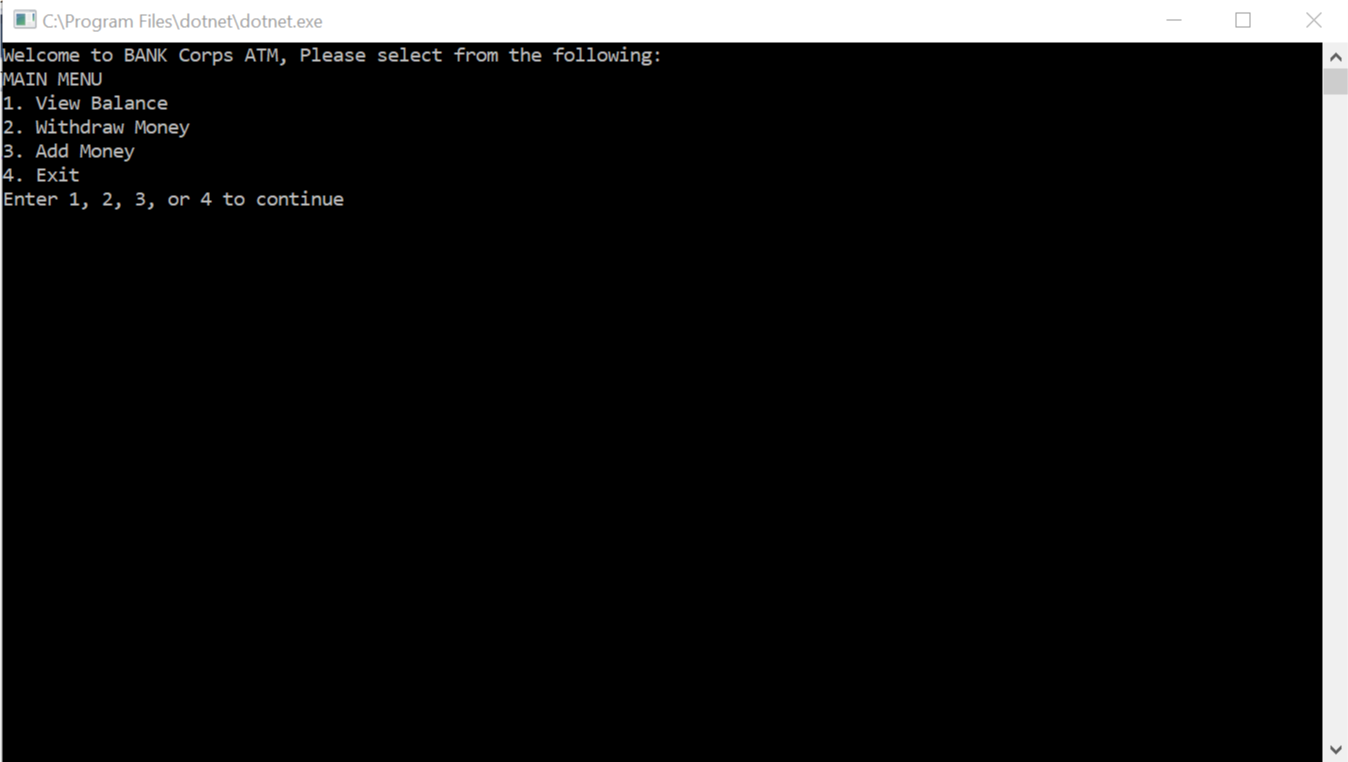 C:\Program Files\dotnet\dotnet.exe
Welcome to BANK Corps ATM, Please select from the following:
MAIN MENU
1. View Balance
2. Withdraw Money
3. Add Money
4. Exit
Enter 1, 2, 3, or 4 to continue